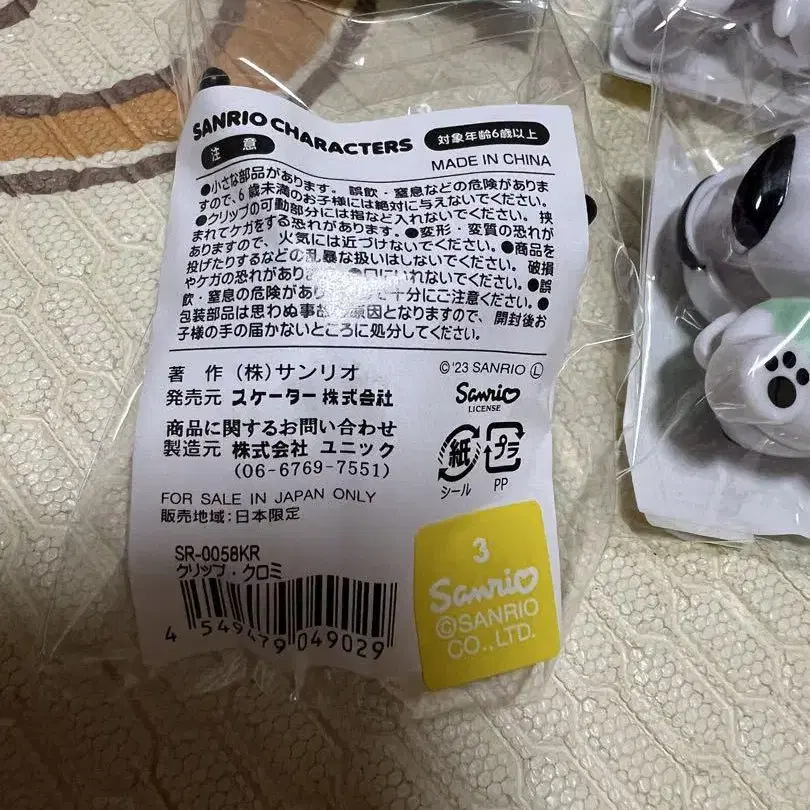 SANRIO CHARACTERS
対象年齢6歳以上
注 意
MADE IN CHINA
●小さな部品があります。誤飲・窒息などの危険がありま
すので、6歳未満のお子様には絶対に与えないでください。
●クリップの可動部分には指など入れないでください。挟
まれてケガをする恐れがあります。●変形・変質の恐れが
ありますので、火気には近づけないでください。●商品を
投げたりするなどの乱暴な扱いはしないでください。破損
やケガの恐れがあり ●口にいれないでください。●誤
飲・窒息の危険があります 十分にご注意ください。●
包装部品は思わぬ事故の原因となりますので、開封後お
子様の手の届かないところに処分してください。
著 作 (株)サンリオ
©'23 SANRIO Ⓛ
発売元 スケーター株式会社
Sanrio
LICENSE
商品に関するお問い合わせ
製造元 株式会社 ユニック
(06-6769-7551)
紙
プラ
シール
PP
FOR SALE IN JAPAN ONLY
販売地域:日本限定
SR-0058KR
クリップ・クロミ
4 549479 049029
3
Sanrio
©SANRIO
CO.,LTD.